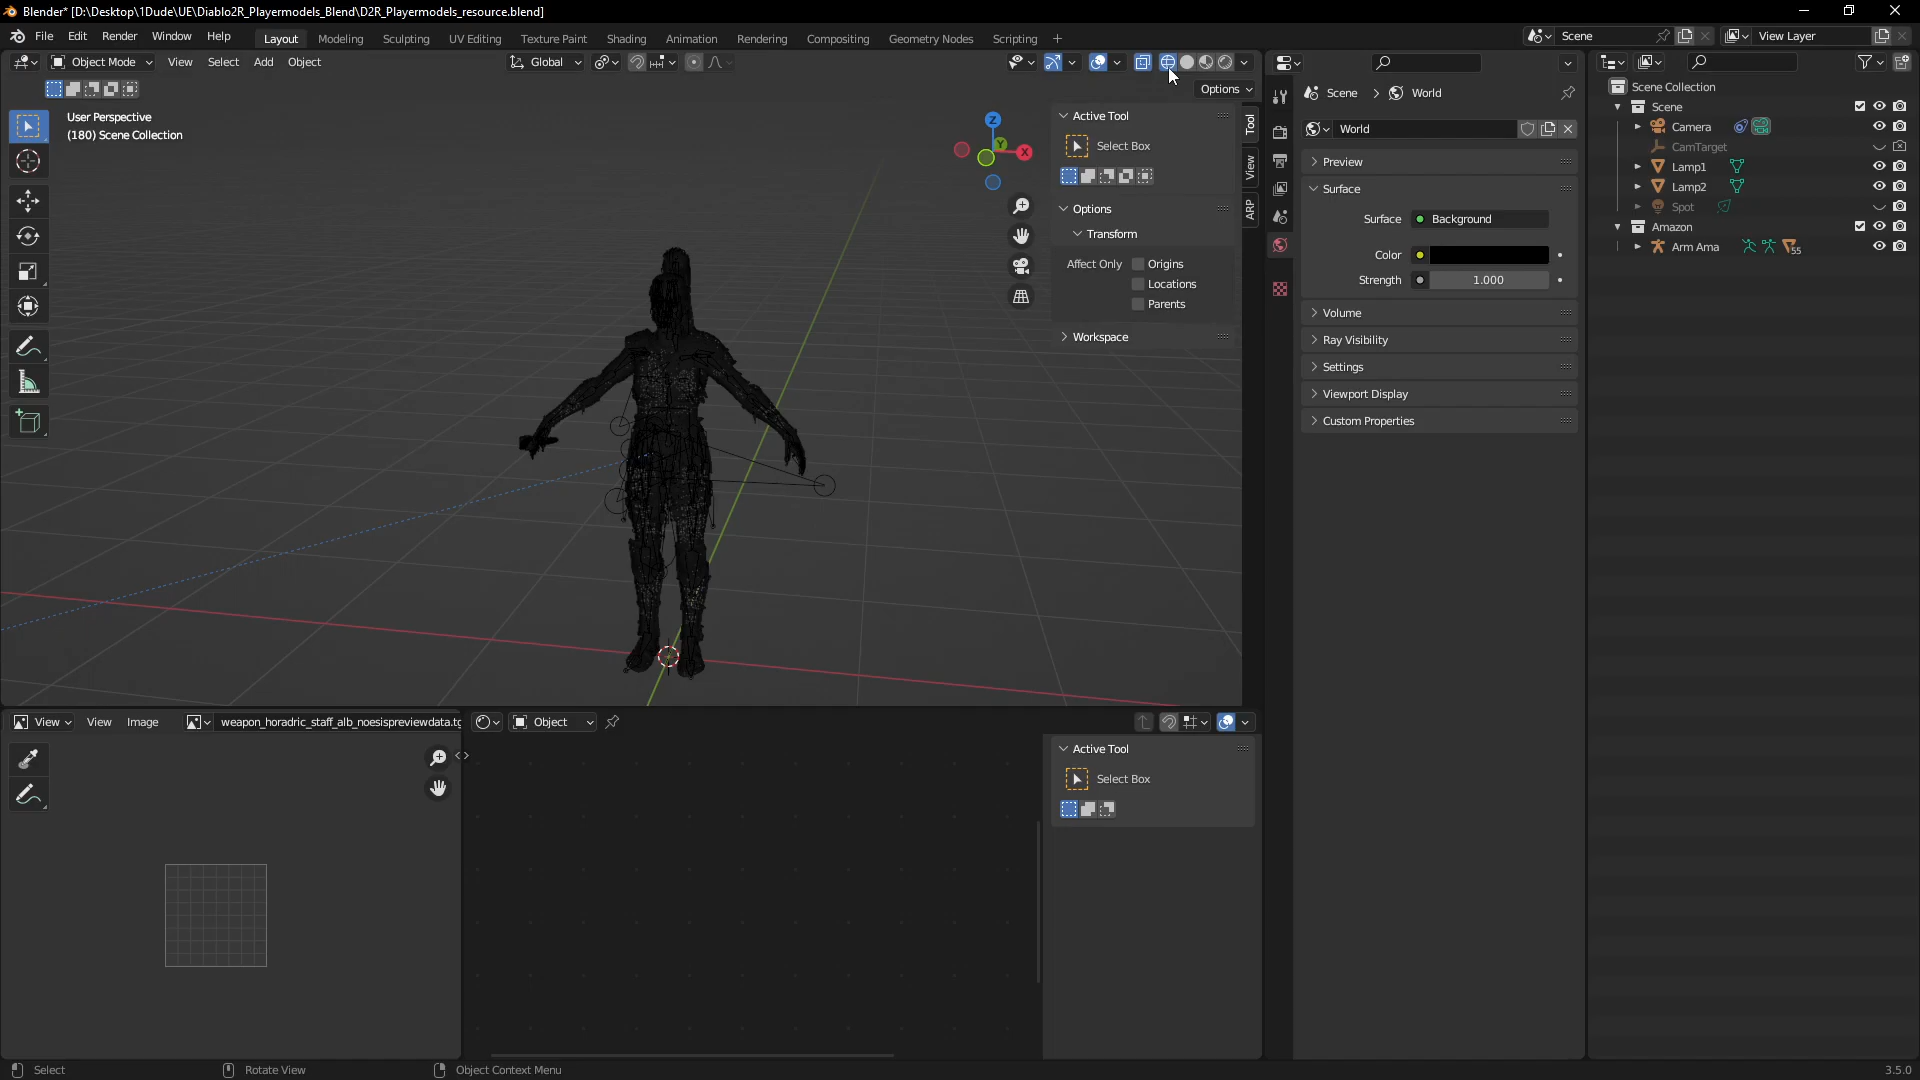 Blender* [D:\Desktop\1Dude\UE\Diablo2R_Playermodels_Blend\D2R_Playermodels_resource.blend]
File Edit Render Window Help Layout Modeling Sculpting UV Editing Texture Paint Shading Animation Rendering Compositing Geometry Nodes Scripting + Scene View Layer
Object Mode View Select Add Object Global
Options
User Perspective
(180) Scene Collection
Z
Y
X
Active Tool
Select Box
Options
Transform
Affect Only Origins
Locations
Parents
Workspace
Tool
View
ARP
Scene World
World
Preview
Surface
Surface Background
Color
Strength 1.000
Volume
Ray Visibility
Settings
Viewport Display
Custom Properties
Scene Collection
Scene
Camera
CamTarget
Lamp1
Lamp2
Spot
Amazon
Arm Ama 55
View View Image weapon_horadric_staff_alb_noesispreviewdata.tg
Object
Active Tool
Select Box
Select Rotate View Object Context Menu 3.5.0